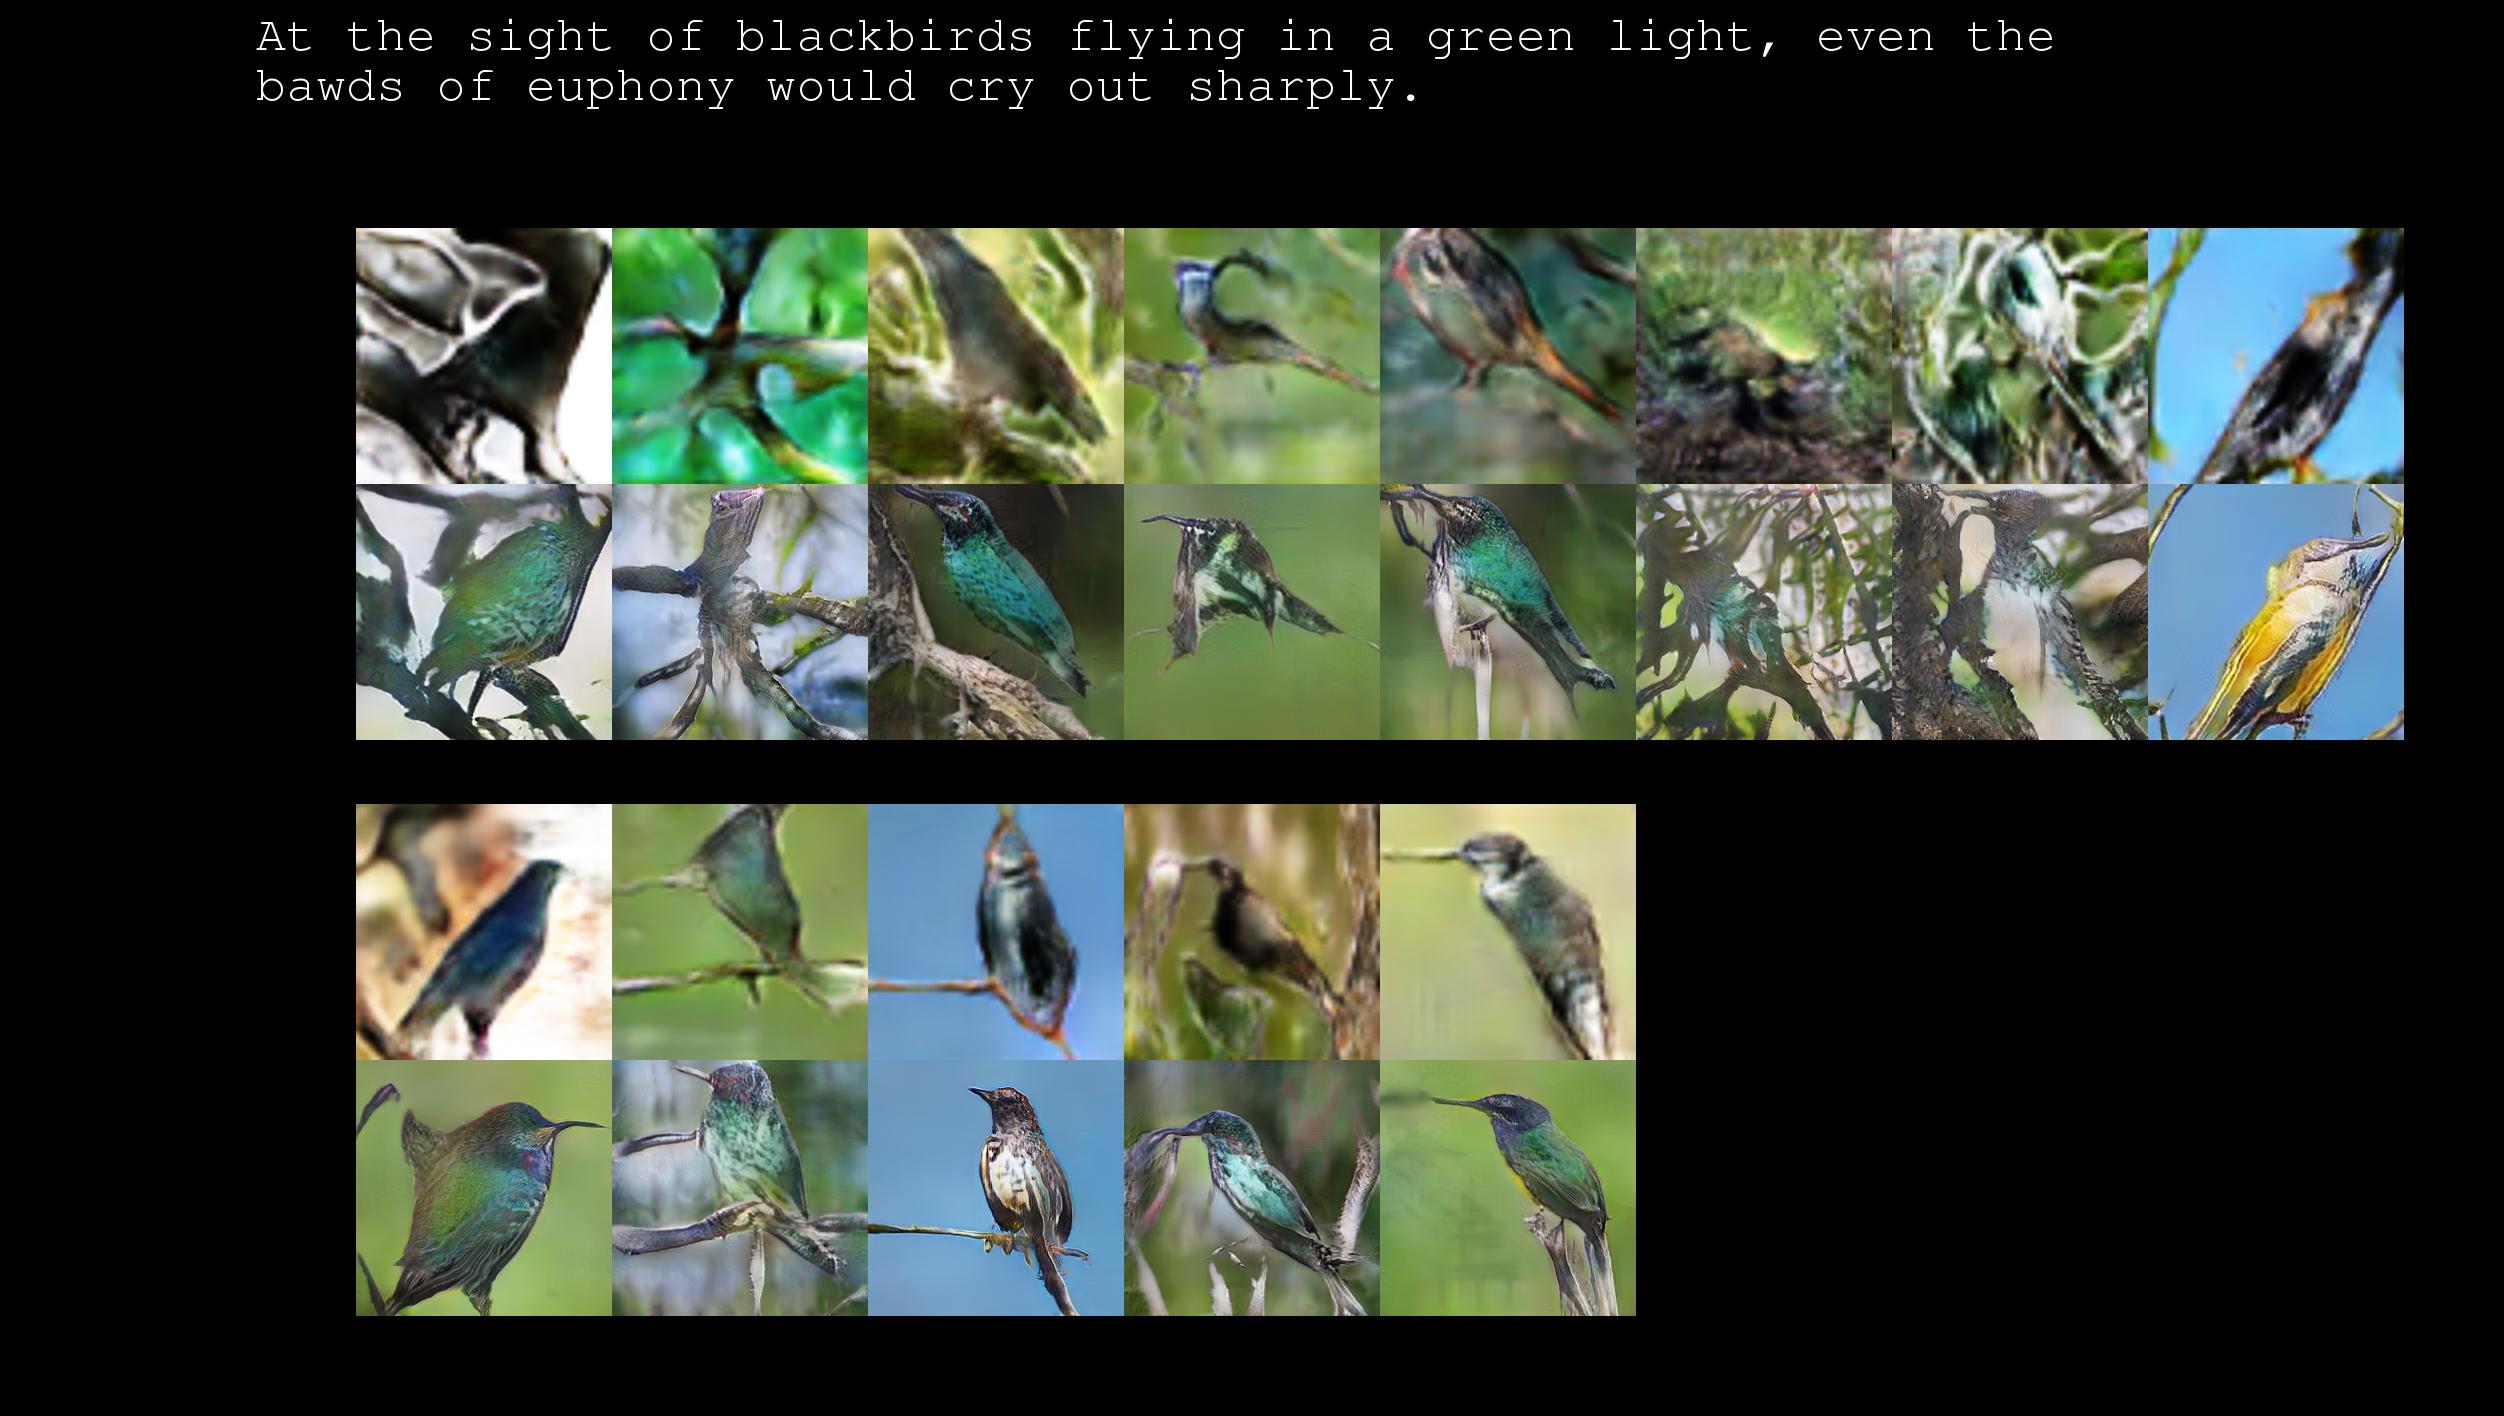 At the sight of blackbirds flying in a green light, even the
bawds of euphony would cry out sharply.